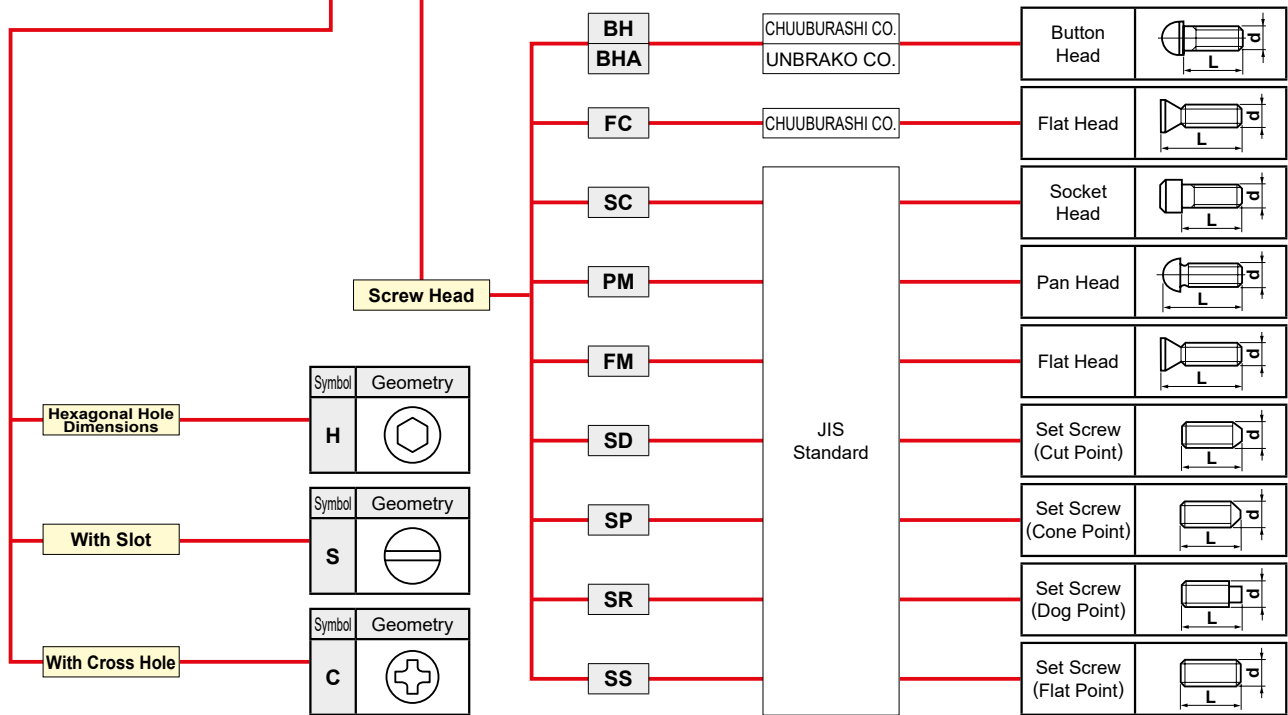 BH
CHUUBURASHI CO.
BHA
UNBRAKO CO.
Button
Head
d
L
FC
CHUUBURASHI CO.
Flat Head
d
L
SC
Socket
Head
d
L
Screw Head
PM
Pan Head
d
L
FM
Flat Head
d
L
JIS
Standard
SD
Set Screw
(Cut Point)
d
L
SP
Set Screw
(Cone Point)
d
L
SR
Set Screw
(Dog Point)
d
L
SS
Set Screw
(Flat Point)
d
L
Hexagonal Hole
Dimensions
Symbol Geometry
H
With Slot
Symbol Geometry
S
With Cross Hole
Symbol Geometry
C